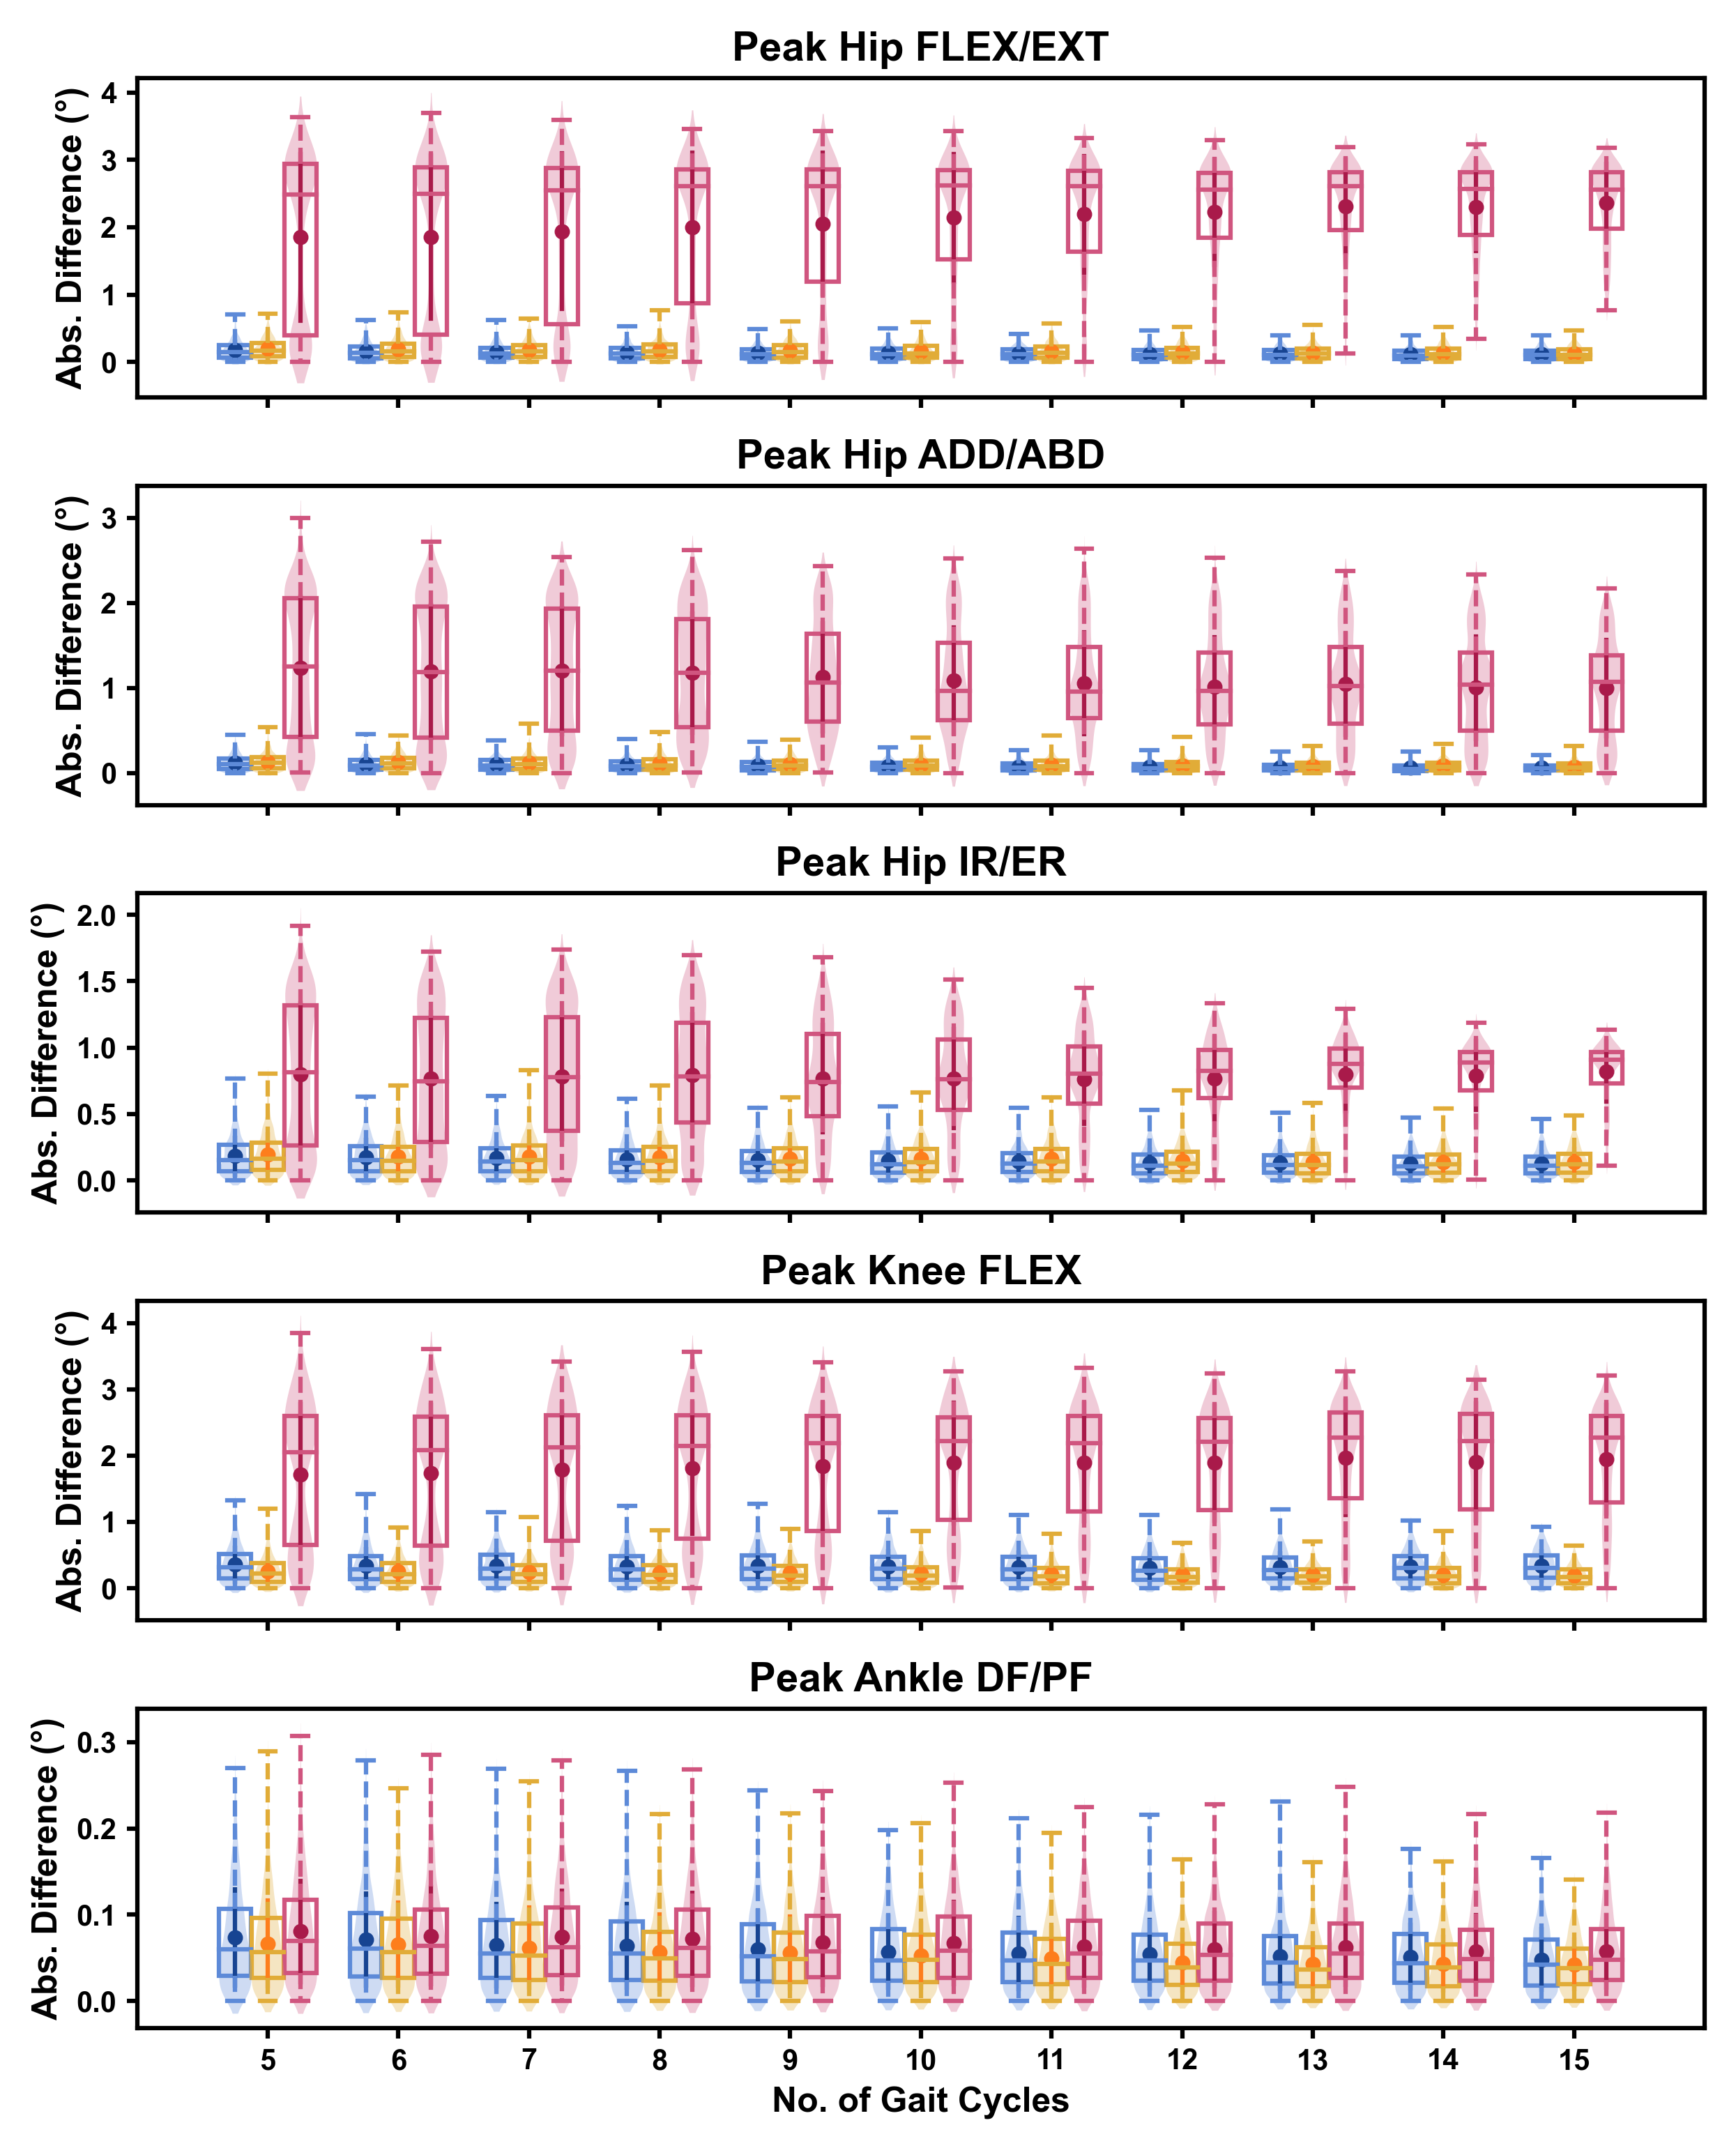 Peak Hip FLEX/EXT
Abs. Difference (°)
4
3
2
1
0
Peak Hip ADD/ABD
Abs. Difference (°)
3
2
1
0
Peak Hip IR/ER
Abs. Difference (°)
2.0
1.5
1.0
0.5
0.0
Peak Knee FLEX
Abs. Difference (°)
4
3
2
1
0
Peak Ankle DF/PF
Abs. Difference (°)
0.3
0.2
0.1
0.0
5 6 7 8 9 10 11 12 13 14 15
No. of Gait Cycles